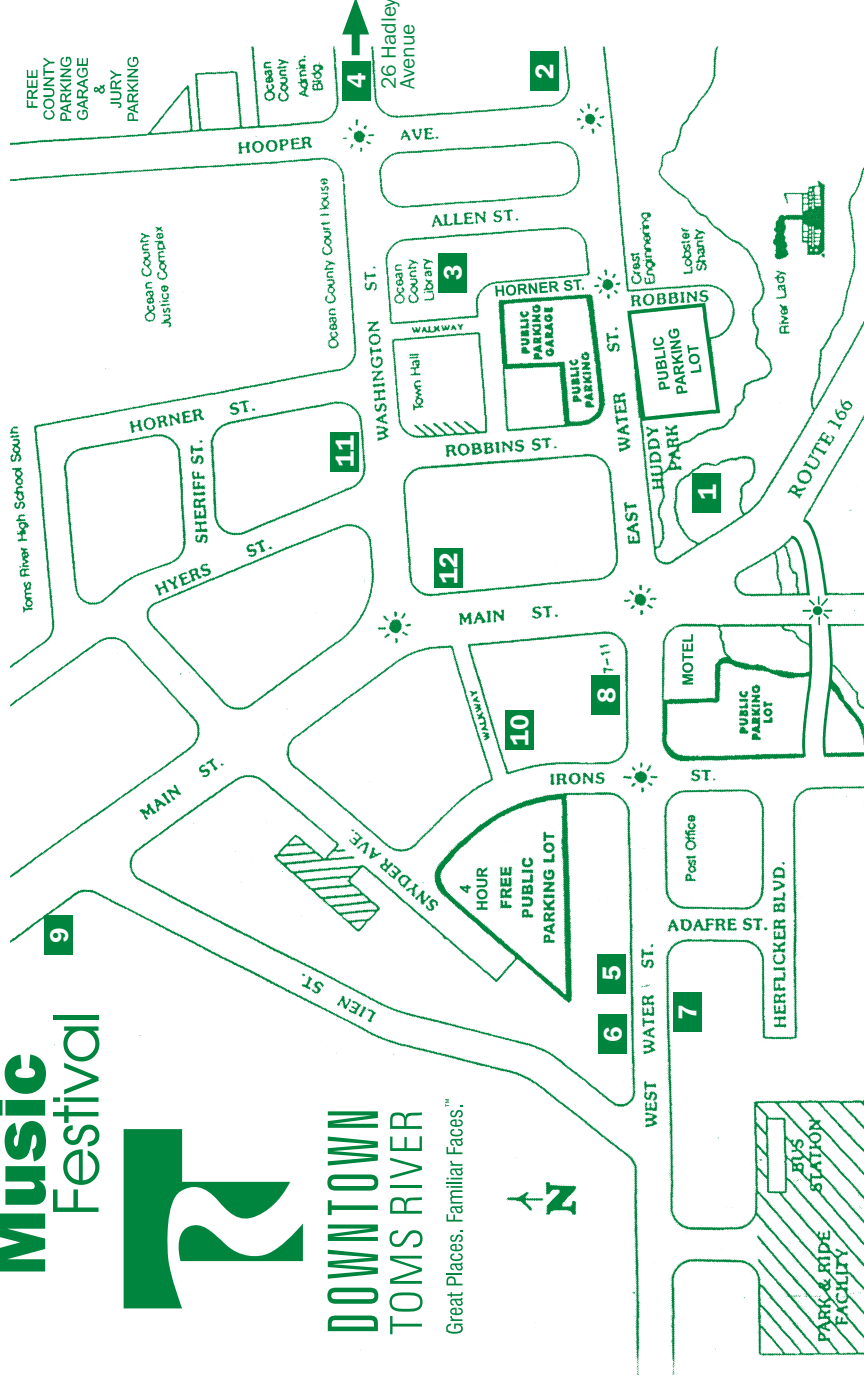 Music
Festival
DOWNTOWN
TOMS RIVER
Great Places. Familiar Faces.™
N
9
LIEN ST.
MAIN ST.
SNYDER AVE.
4
HOUR
FREE
PUBLIC
PARKING LOT
6
5
7
WEST WATER ST.
BUS
STATION
PARK & RIDE
FACILITY
HERFLICKER BLVD.
ADAFRE ST.
Post Office
IRONS ST.
10
WALKWAY
8
7-11
MOTEL
PUBLIC
PARKING
LOT
MAIN ST.
12
HYERS ST.
SHERIFF ST.
HORNER ST.
Toms River High School South
11
WASHINGTON ST.
ROBBINS ST.
Town Hall
WALKWAY
Ocean
County
Library
3
PUBLIC
PARKING
GARAGE
PUBLIC
PARKING
HORNER ST.
EAST WATER ST.
HUDDY
PARK
1
ROUTE 166
PUBLIC
PARKING
LOT
ROBBINS
Crest
Enginnering
Lobster
Shanty
River Lady
ALLEN ST.
HOOPER AVE.
Ocean County
Justice Complex
Ocean County Court House
FREE
COUNTY
PARKING
GARAGE
&
JURY
PARKING
Ocean
County
Admin.
Bldg.
4
26 Hadley
Avenue
2